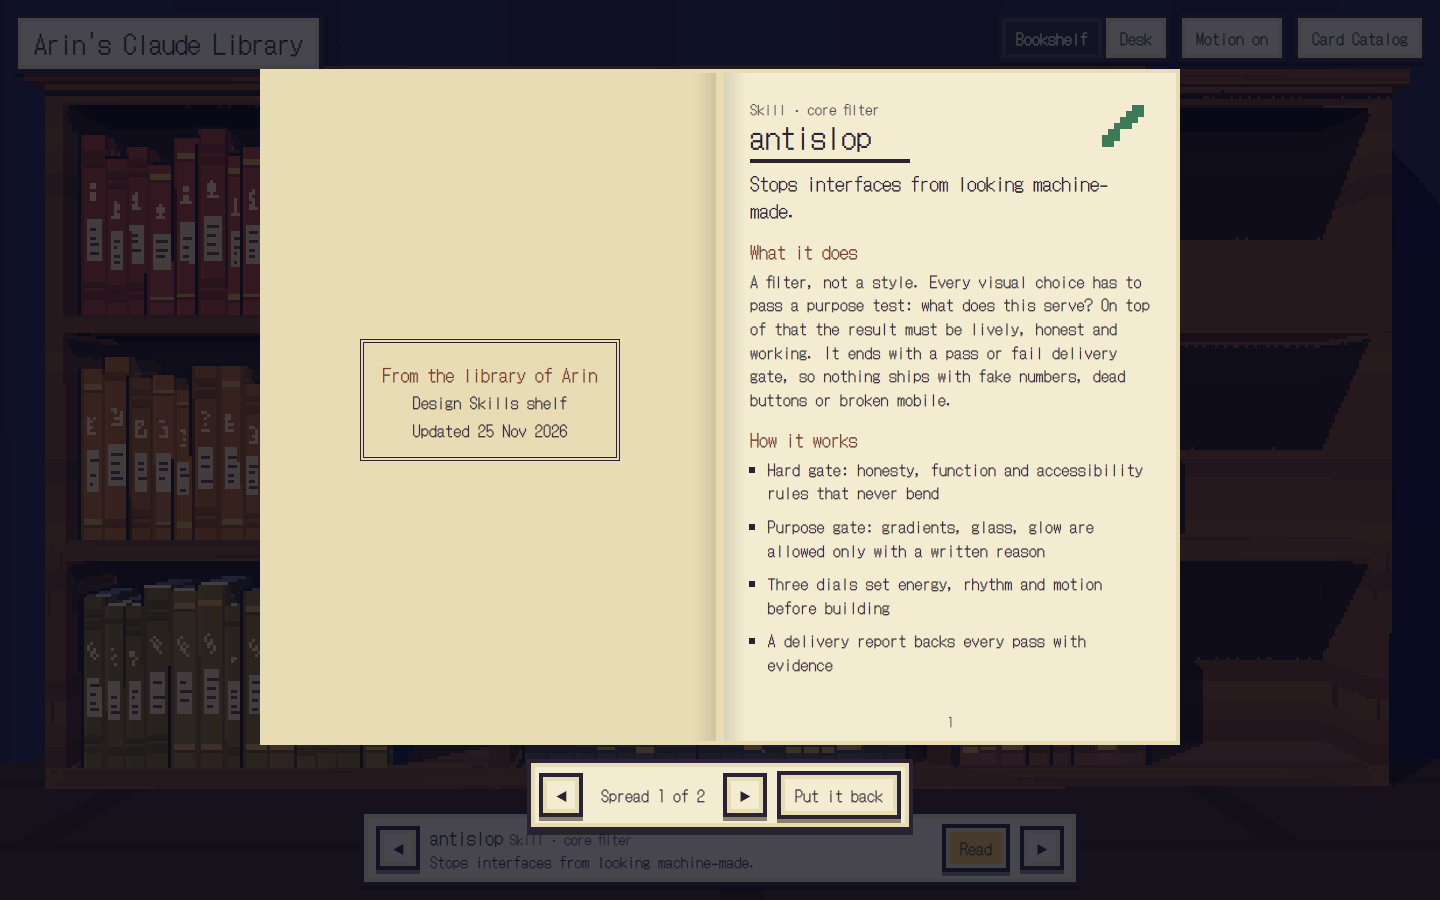 Arin's Claude Library
Bookshelf
Desk
Motion on
Card Catalog
From the library of Arin
Design Skills shelf
Updated 25 Nov 2026
Skill · core filter
antislop
Stops interfaces from looking machine-
made.
What it does
A filter, not a style. Every visual choice has to
pass a purpose test: what does this serve? On top
of that the result must be lively, honest and
working. It ends with a pass or fail delivery
gate, so nothing ships with fake numbers, dead
buttons or broken mobile.
How it works
Hard gate: honesty, function and accessibility
rules that never bend
Purpose gate: gradients, glass, glow are
allowed only with a written reason
Three dials set energy, rhythm and motion
before building
A delivery report backs every pass with
evidence
1
Spread 1 of 2
Put it back
antislop Skill · core filter
Stops interfaces from looking machine-made.
Read